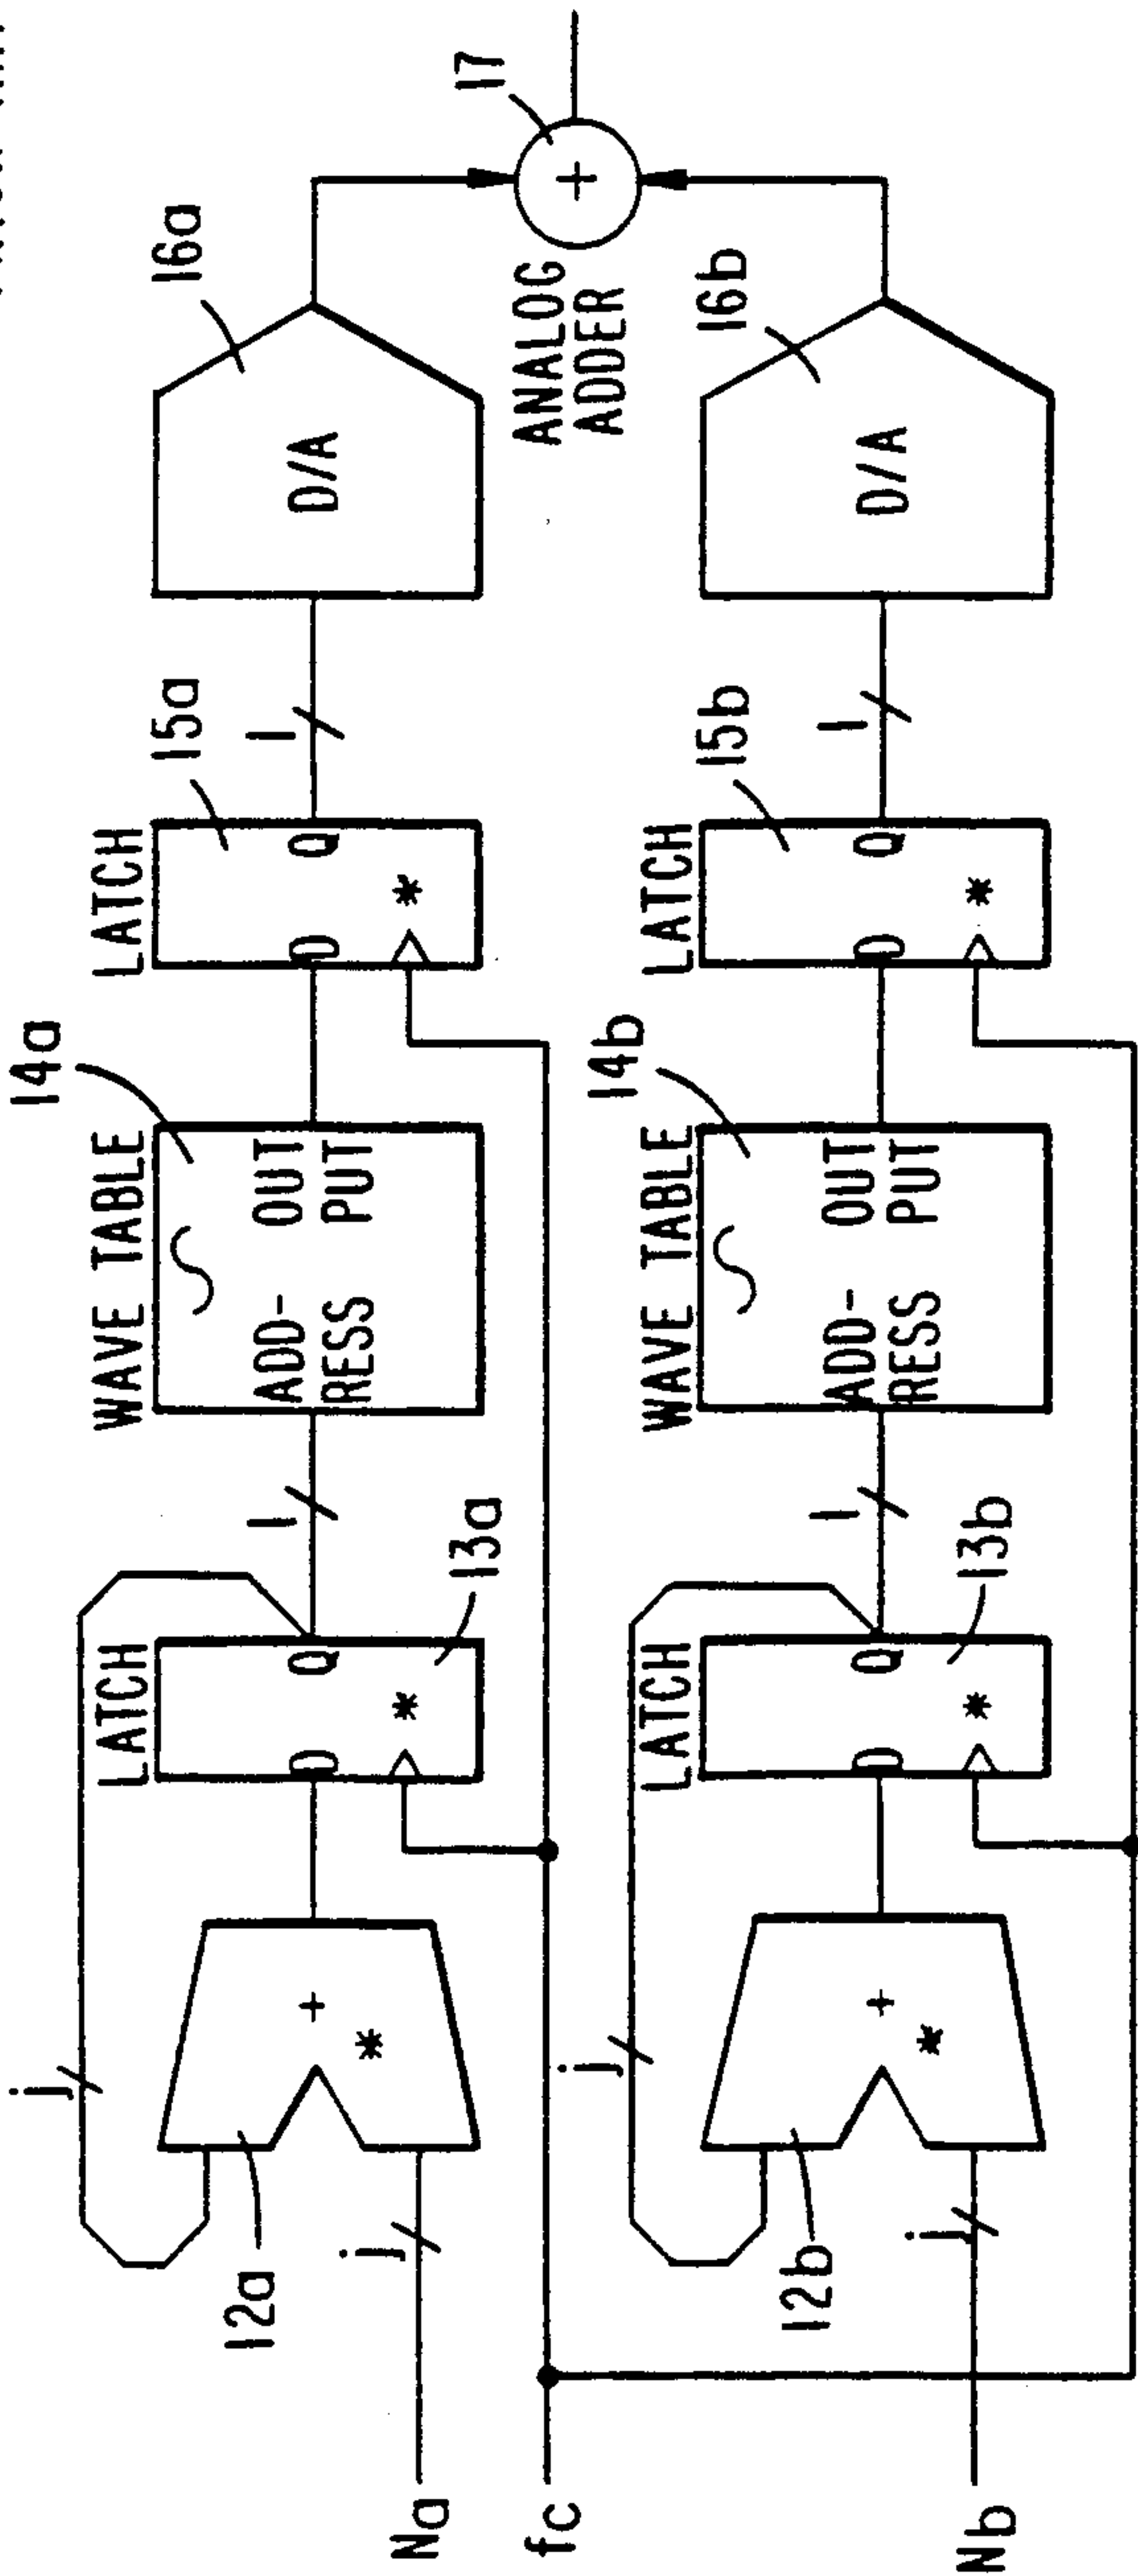 14a
16a
15a
LATCH
WAVE TABLE
LATCH
j
12a
j
+
*
D
Q
*
13a
l
ADD-
RESS
OUT
PUT
D
Q
*
l
D/A
17
+
ANALOG
ADDER
Na
fc
14b
16b
15b
LATCH
WAVE TABLE
LATCH
j
12b
j
+
*
D
Q
*
13b
l
ADD-
RESS
OUT
PUT
D
Q
*
l
D/A
Nb